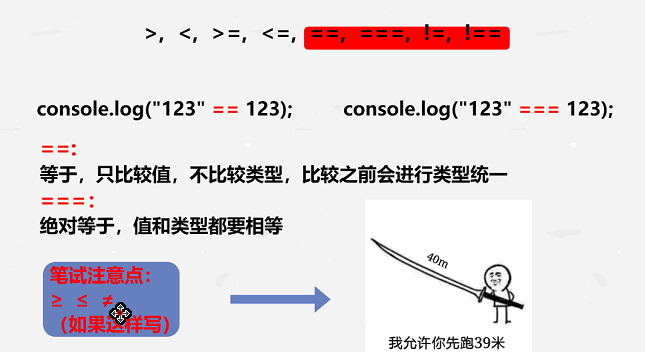 >, <, >=, <=, ==, ===, !=, !==
console.log("123" == 123);
console.log("123" === 123);
==:
等于，只比较值，不比较类型，比较之前会进行类型统一
===:
绝对等于，值和类型都要相等
笔试注意点：
≥ ≤ ≠
（如果这样写）
40m
我允许你先跑39米